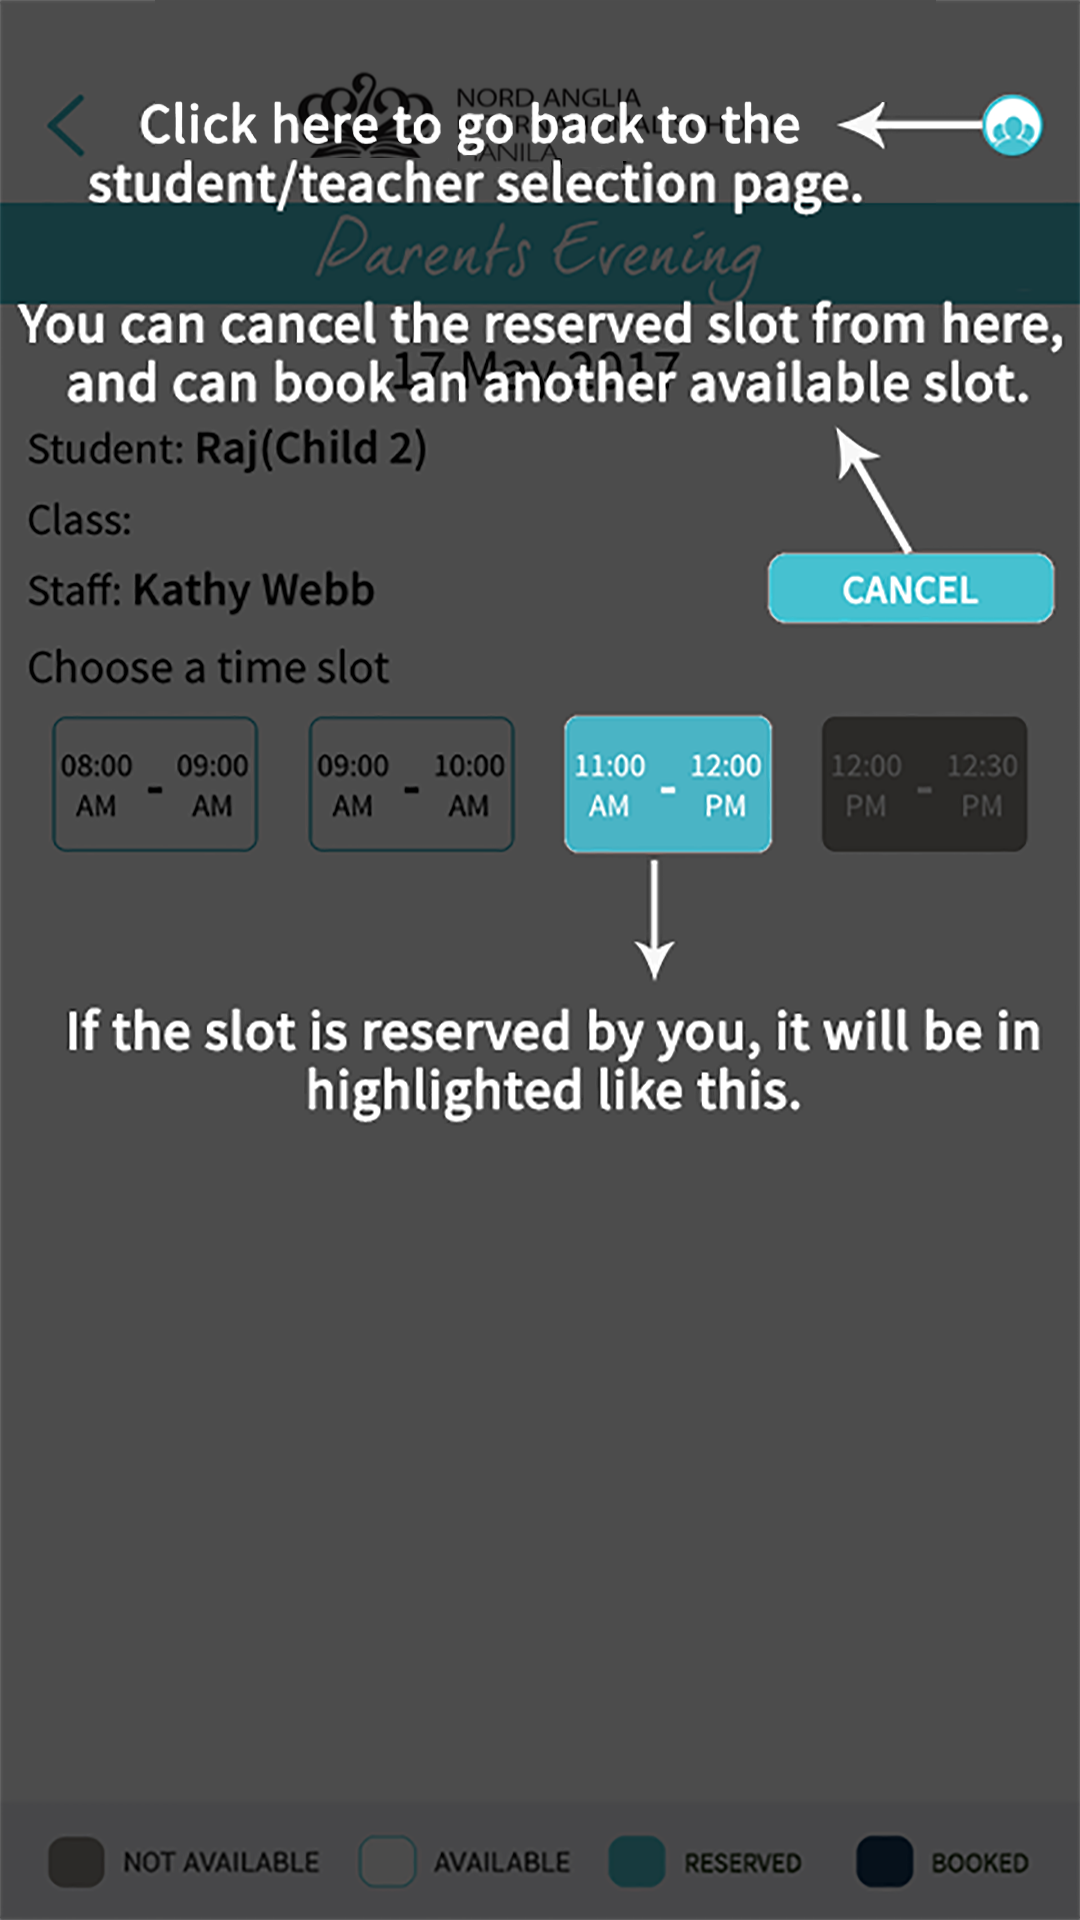 NORD ANGLIA
Click here to go back to the
MANILA
student/teacher selection page.
Parents Evening
You can cancel the reserved slot from here,
17 May 2017
and can book an another available slot.
Student: Raj(Child 2)
Class:
Staff: Kathy Webb
CANCEL
Choose a time slot
08:00 AM - 09:00 AM
09:00 AM - 10:00 AM
11:00 AM - 12:00 PM
12:00 PM - 12:30 PM
If the slot is reserved by you, it will be in
highlighted like this.
NOT AVAILABLE AVAILABLE RESERVED BOOKED